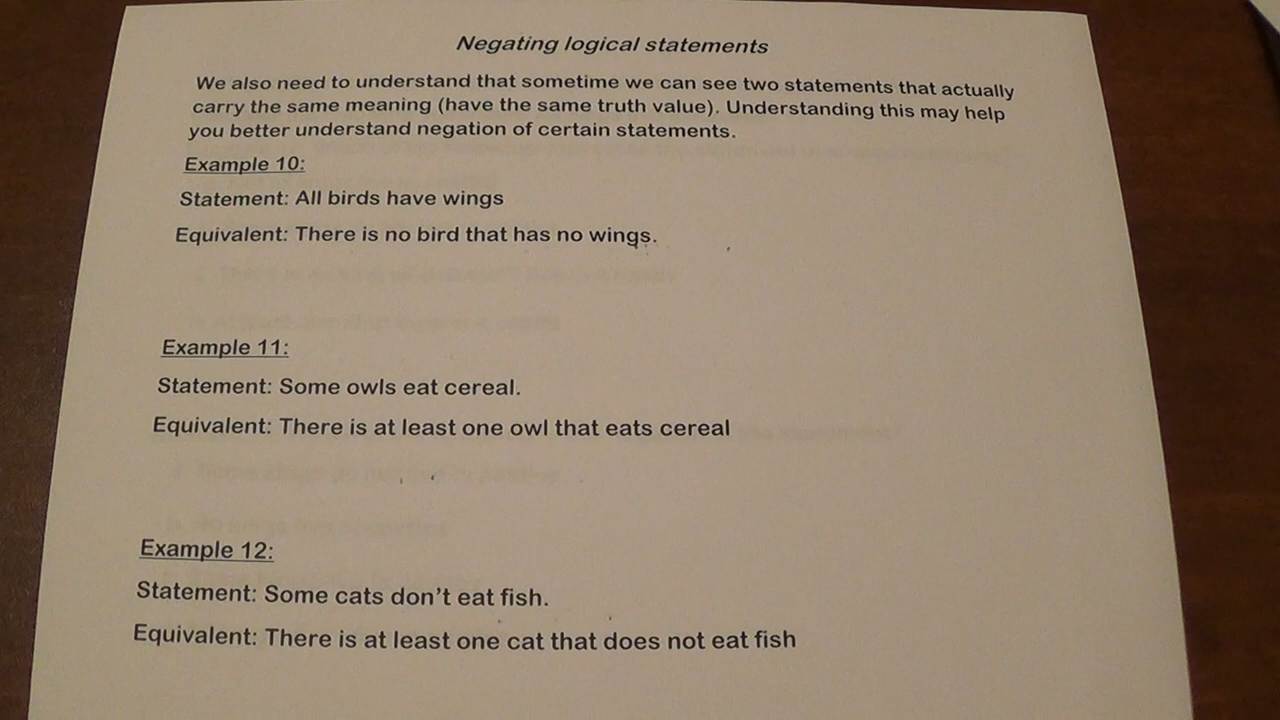 Negating logical statements
We also need to understand that sometime we can see two statements that actually
carry the same meaning (have the same truth value). Understanding this may help
you better understand negation of certain statements.
Example 10:
Statement: All birds have wings
Equivalent: There is no bird that has no wings.
Example 11:
Statement: Some owls eat cereal.
Equivalent: There is at least one owl that eats cereal
Example 12:
Statement: Some cats don’t eat fish.
Equivalent: There is at least one cat that does not eat fish